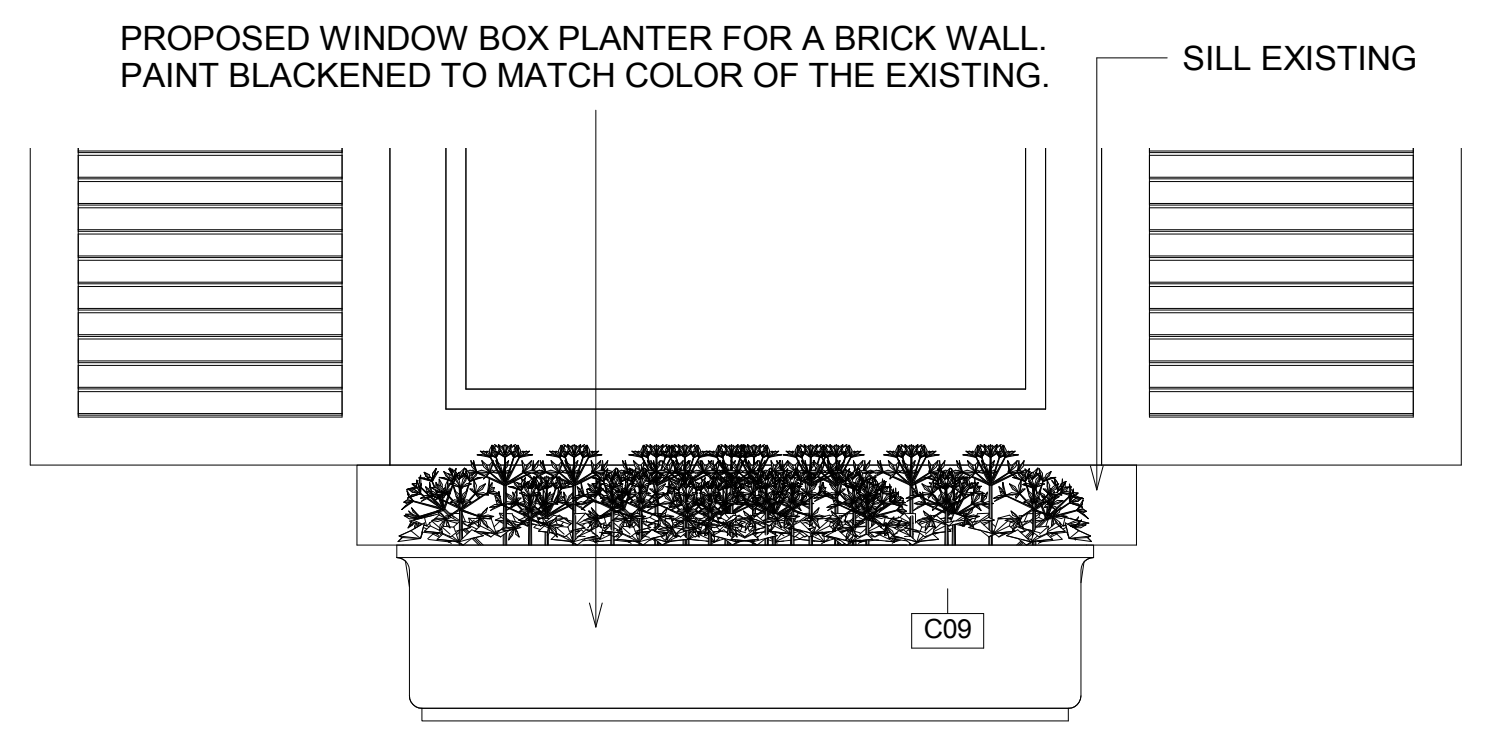 PROPOSED WINDOW BOX PLANTER FOR A BRICK WALL.
PAINT BLACKENED TO MATCH COLOR OF THE EXISTING.
SILL EXISTING
C09